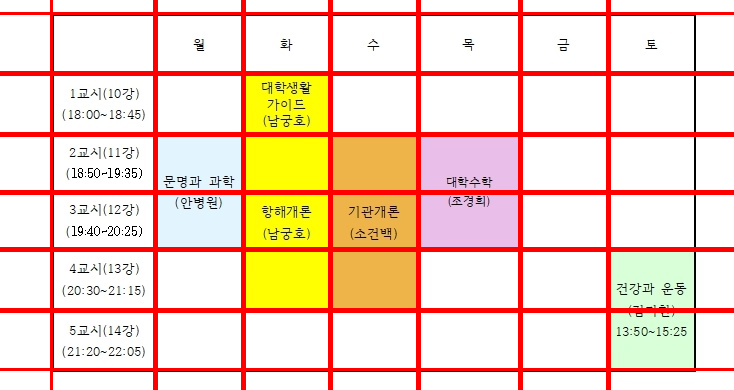 월 화 수 목 금 토
1교시(10강)
(18:00~18:45)
대학생활
가이드
(남궁호)
2교시(11강)
(18:50~19:35)
문명과 과학
(안병원)
대학수학
(조경희)
3교시(12강)
(19:40~20:25)
항해개론
(남궁호)
기관개론
(소건백)
4교시(13강)
(20:30~21:15)
건강과 운동
5교시(14강)
(21:20~22:05)
13:50~15:25